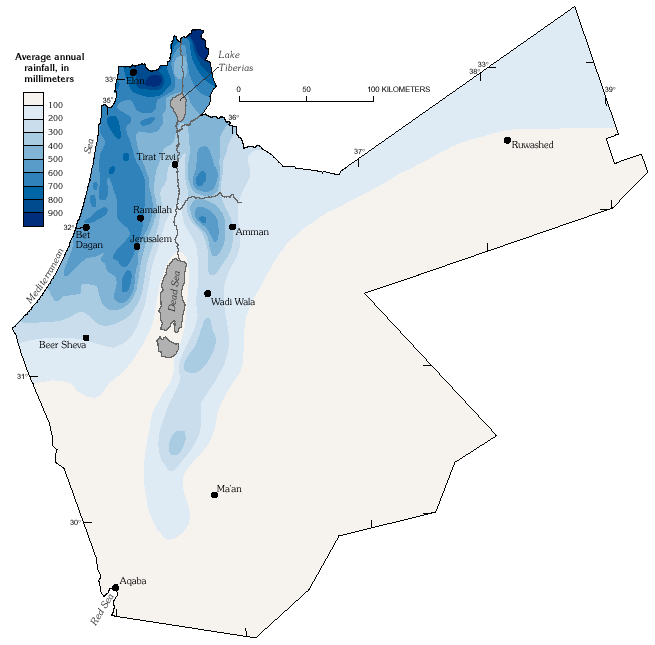 Average annual
rainfall, in
millimeters
100
200
300
400
500
600
700
800
900
Lake
Tiberias
0 50 100 KILOMETERS
Elon
33°
35°
36°
37°
38°
33°
39°
Sea
Mediterranean
Tirat Tzvi
Ruwashed
Ramallah
32°
Bet
Dagan
Jerusalem
Amman
Dead Sea
Wadi Wala
Beer Sheva
31°
Ma'an
30°
Aqaba
Red Sea